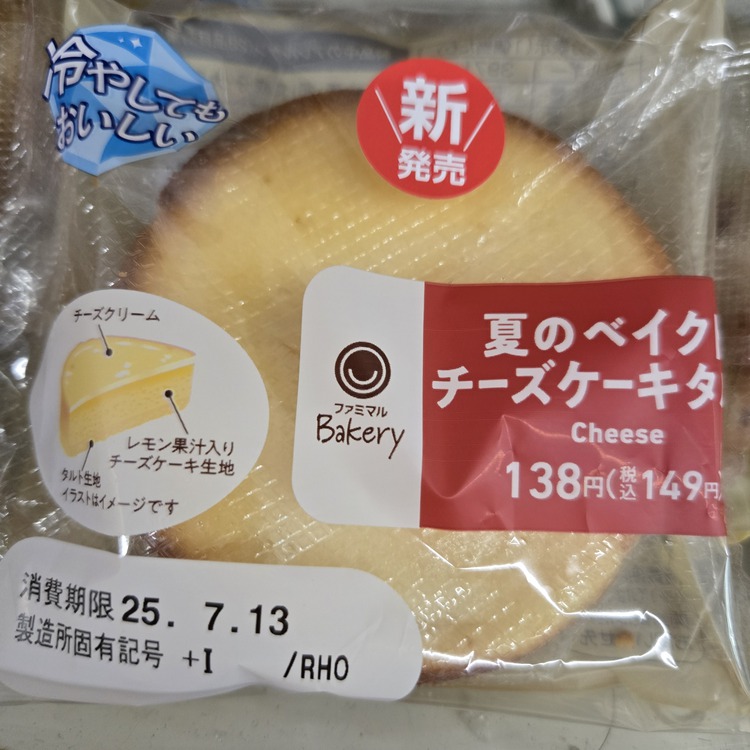 冷やしても
おいしい
新
発売
チーズクリーム
レモン果汁入り
チーズケーキ生地
タルト生地
イラストはイメージです
ファミマル
Bakery
夏のベイクド
チーズケーキタ
Cheese
138円(税込149円
消費期限 25. 7.13
製造所固有記号 +I /RHO